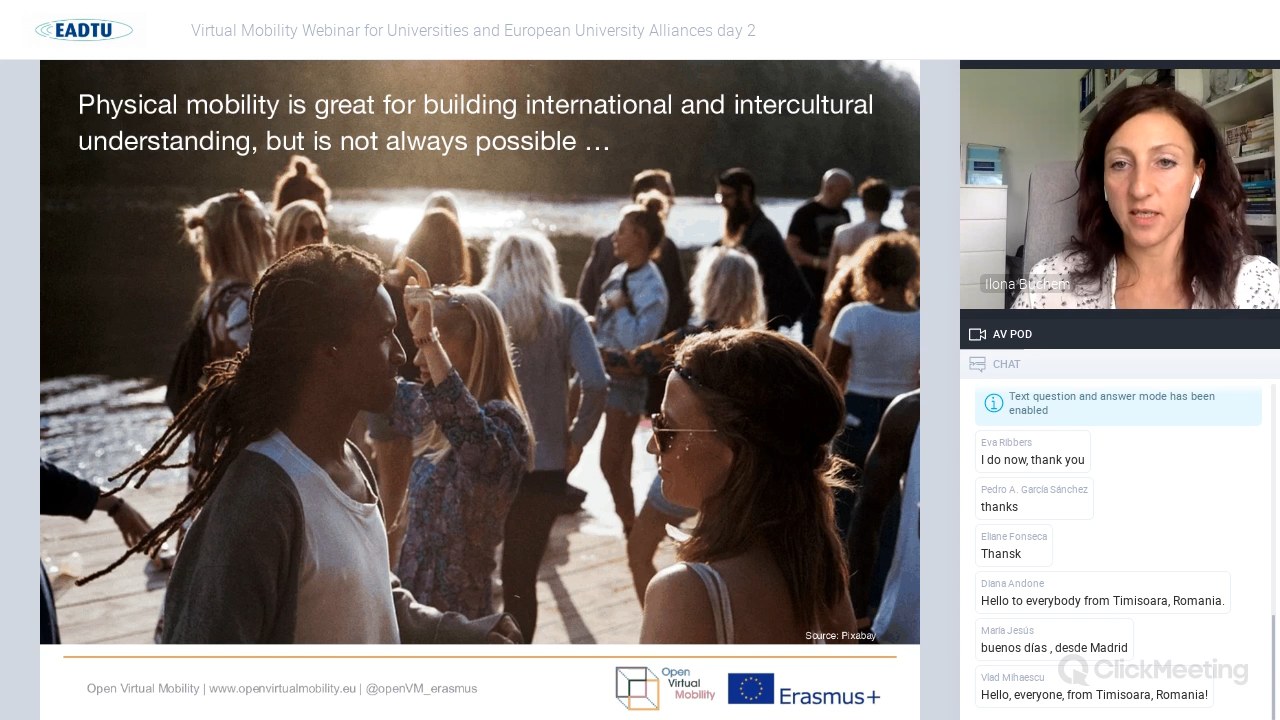 EADTU
Virtual Mobility Webinar for Universities and European University Alliances day 2
Physical mobility is great for building international and intercultural
understanding, but is not always possible …
Source: Pixabay
Open Virtual Mobility | www.openvirtualmobility.eu | @openVM_erasmus
Open
Virtual
Mobility
Erasmus+
Ilona Buchem
AV POD
CHAT
Text question and answer mode has been
enabled
Eva Ribbers
I do now, thank you
Pedro A. García Sánchez
thanks
Eliane Fonseca
Thansk
Diana Andone
Hello to everybody from Timisoara, Romania.
María Jesús
buenos días , desde Madrid
Vlad Mihaescu
Hello, everyone, from Timisoara, Romania!
ClickMeeting